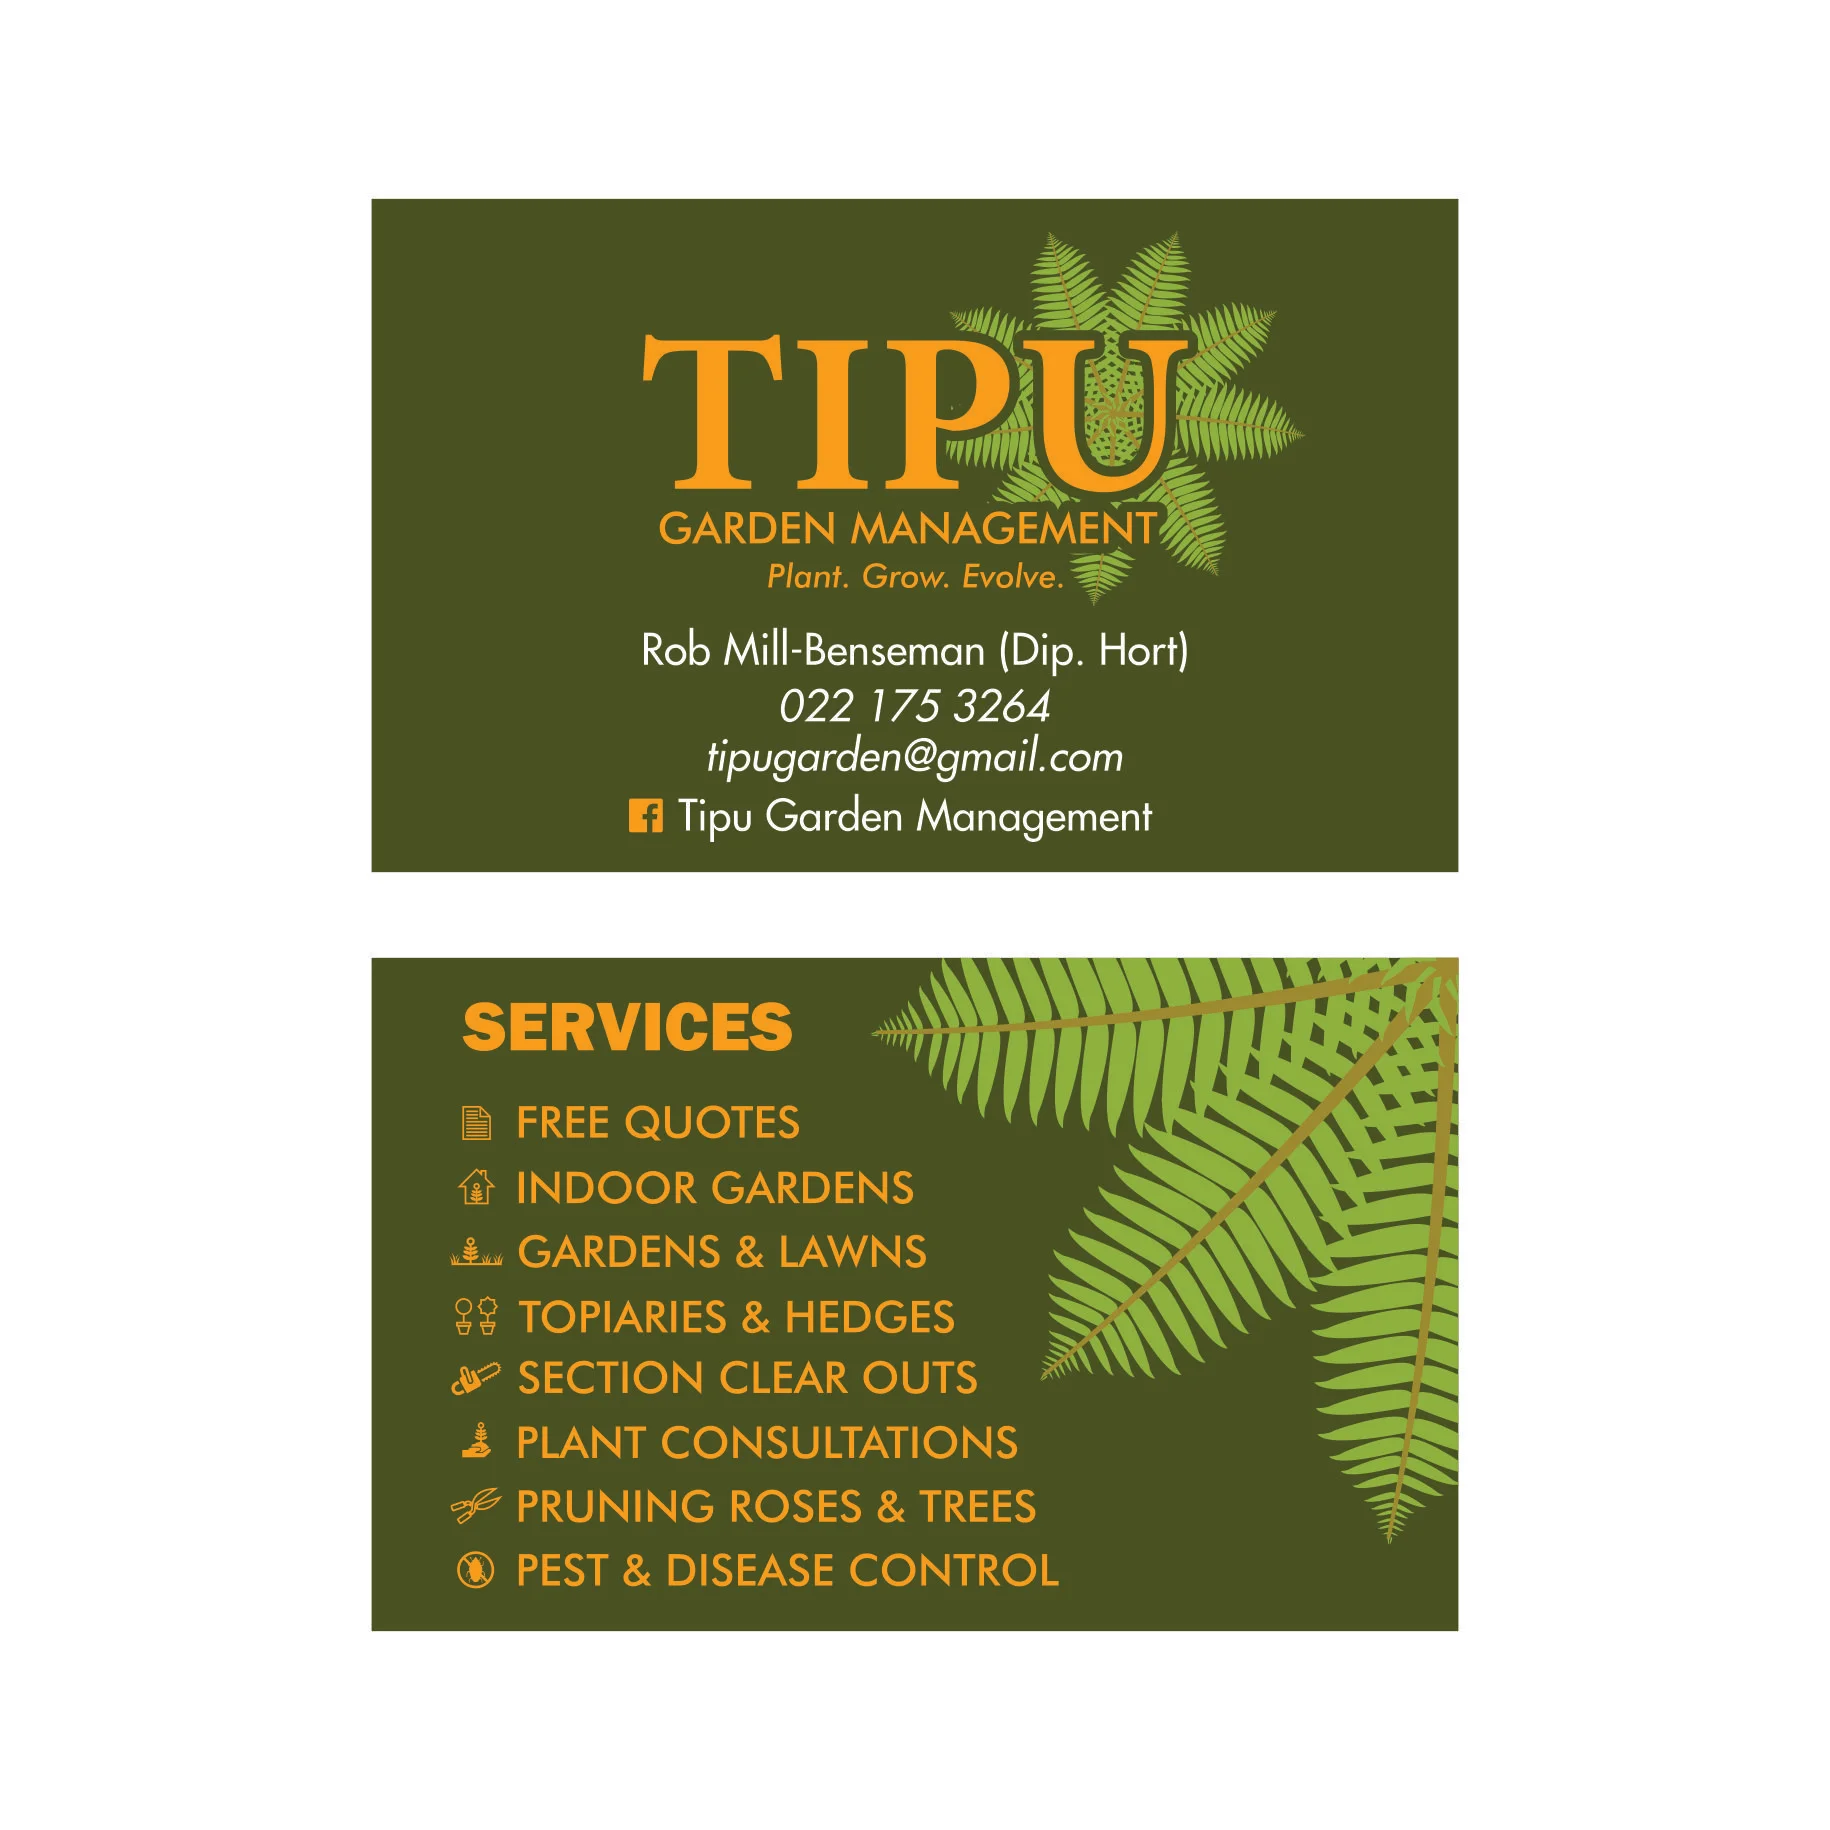 TIPU
GARDEN MANAGEMENT
Plant. Grow. Evolve.
Rob Mill-Benseman (Dip. Hort)
022 175 3264
tipugarden@gmail.com
Tipu Garden Management
SERVICES
FREE QUOTES
INDOOR GARDENS
GARDENS & LAWNS
TOPIARIES & HEDGES
SECTION CLEAR OUTS
PLANT CONSULTATIONS
PRUNING ROSES & TREES
PEST & DISEASE CONTROL